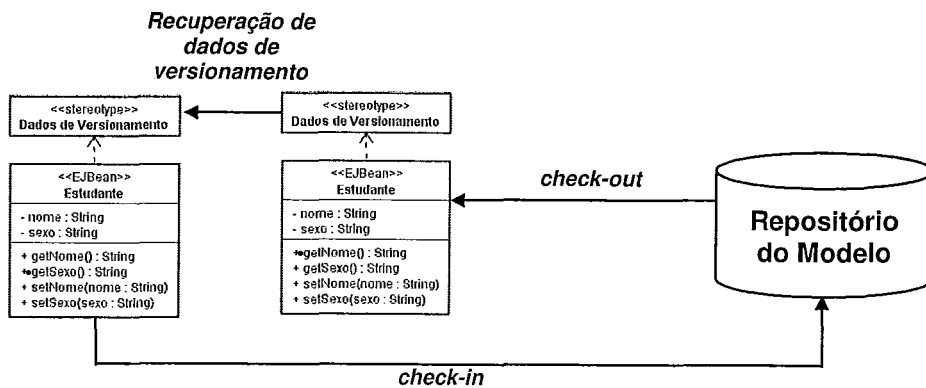 Recuperação de
dados de
versionamento
<<stereotype>>
Dados de Versionamento
<<EJBean>>
Estudante
- nome : String
- sexo : String
+ getNome() : String
+ getSexo() : String
+ setNome(nome : String)
+ setSexo(sexo : String)
<<stereotype>>
Dados de Versionamento
<<EJBean>>
Estudante
- nome : String
- sexo : String
+ getNome() : String
+ getSexo() : String
+ setNome(nome : String)
+ setSexo(sexo : String)
check-out
Repositório
do Modelo
check-in